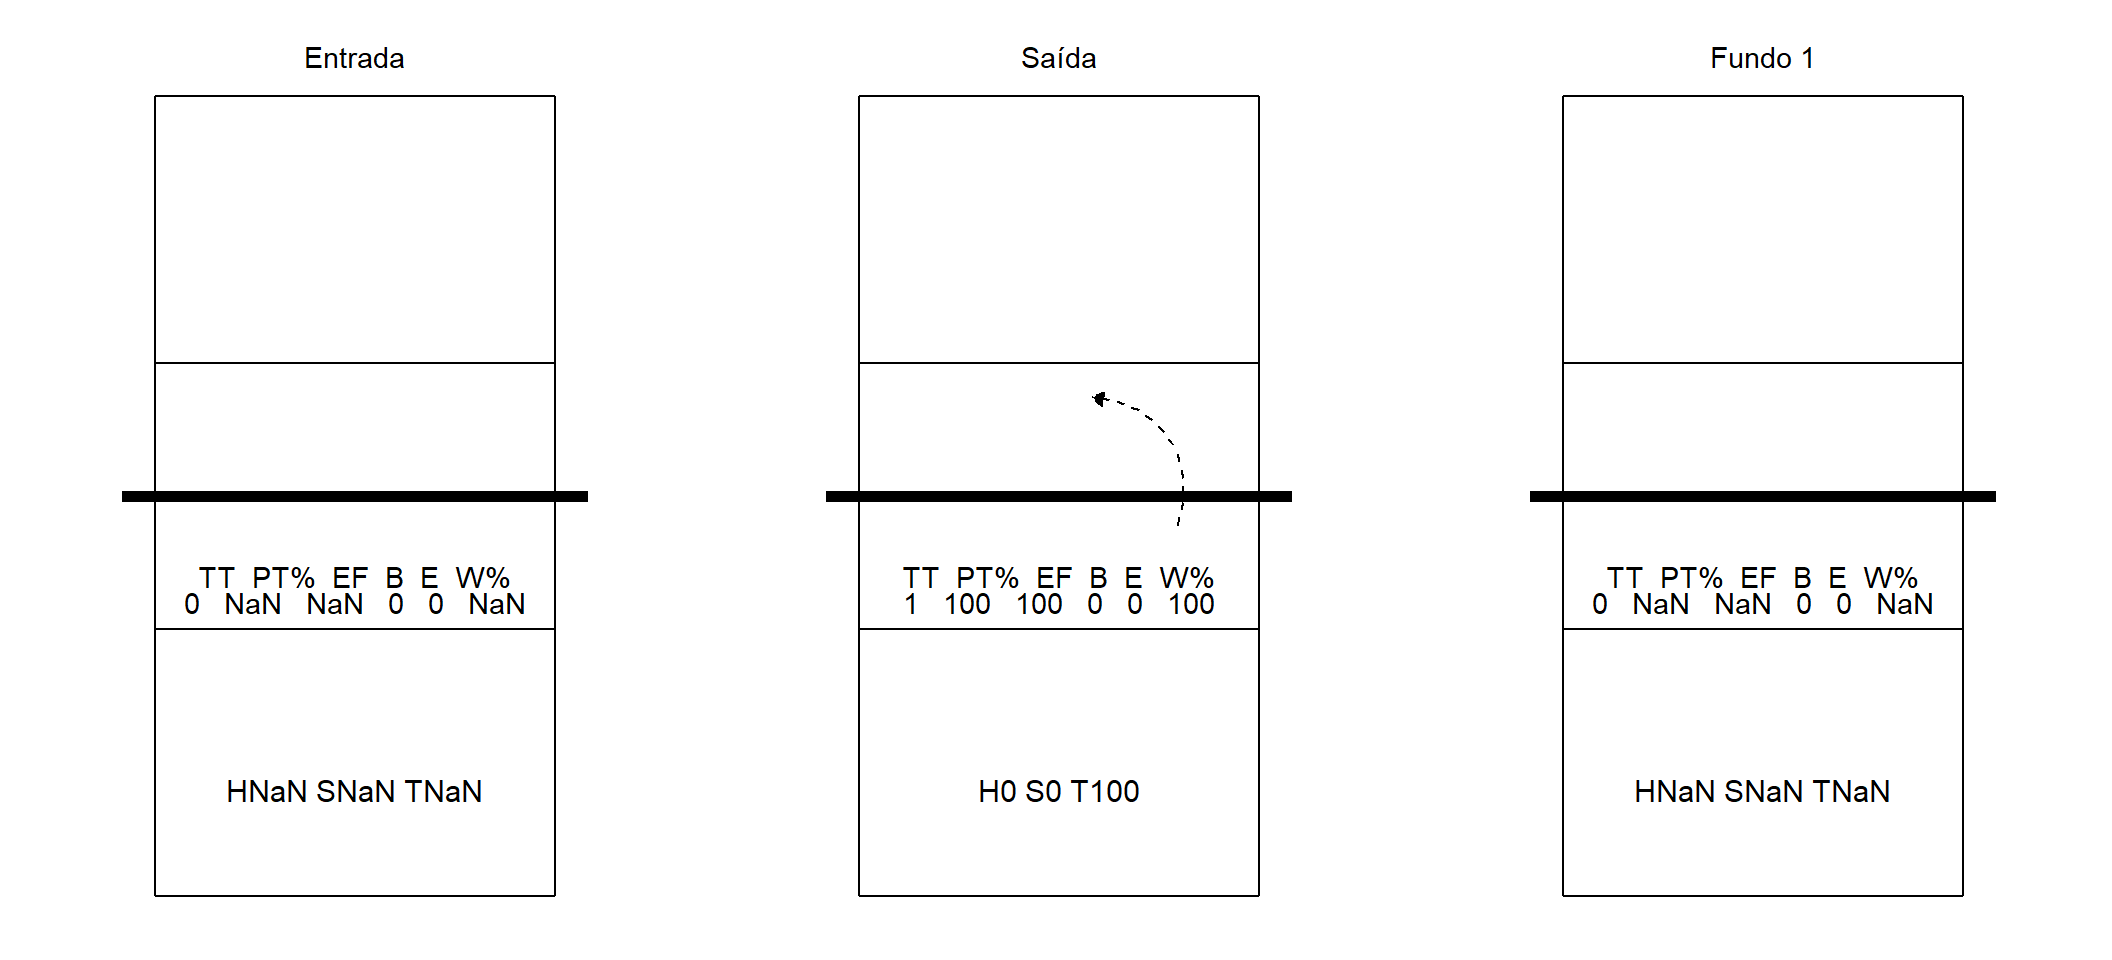 Entrada
TT PT% EF B E W%
0 NaN NaN 0 0 NaN
HNaN SNaN TNaN
Saída
TT PT% EF B E W%
1 100 100 0 0 100
H0 S0 T100
Fundo 1
TT PT% EF B E W%
0 NaN NaN 0 0 NaN
HNaN SNaN TNaN